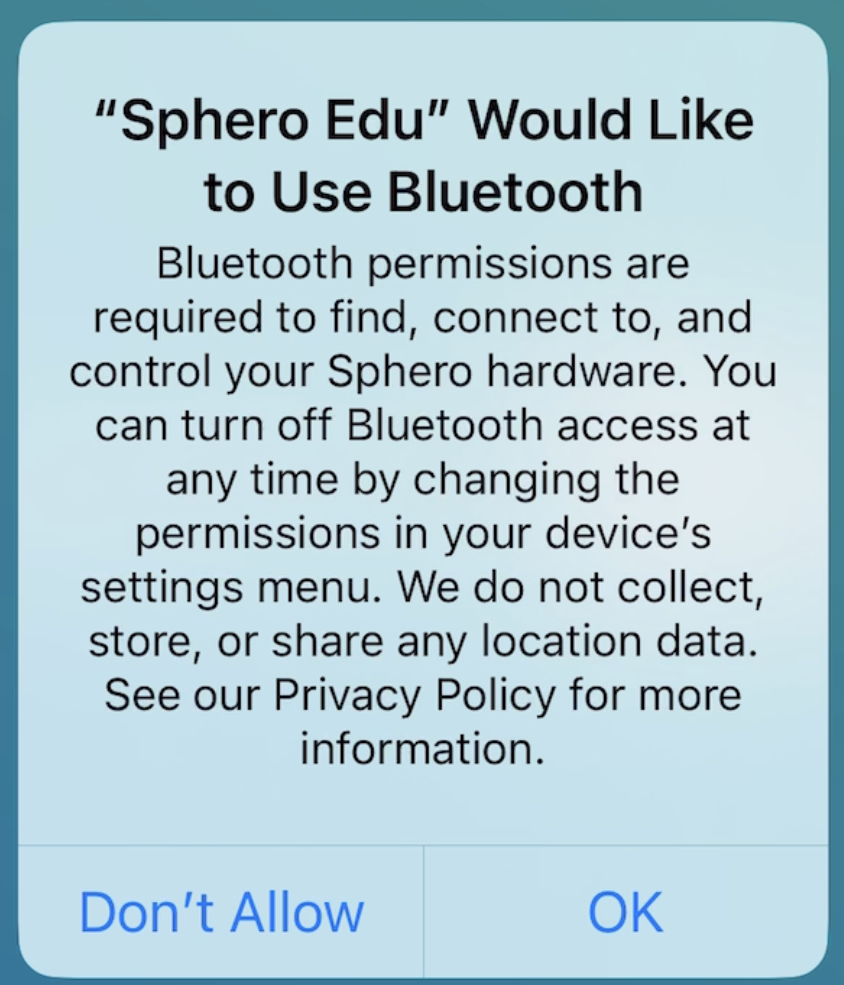 “Sphero Edu” Would Like
to Use Bluetooth
Bluetooth permissions are
required to find, connect to, and
control your Sphero hardware. You
can turn off Bluetooth access at
any time by changing the
permissions in your device’s
settings menu. We do not collect,
store, or share any location data.
See our Privacy Policy for more
information.
Don’t Allow
OK